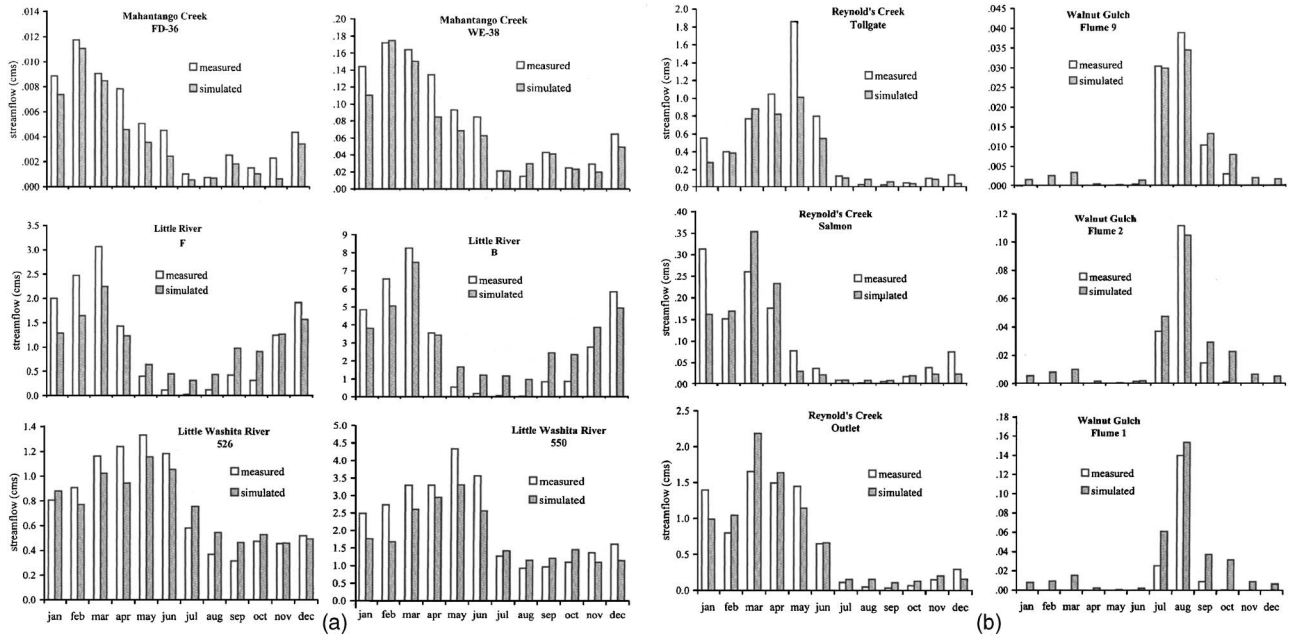 Mahantango Creek
FD-36
streamflow (cms)
.014
.012
.010
.008
.006
.004
.002
.000
measured
simulated
Mahantango Creek
WE-38
.20
.18
.16
.14
.12
.10
.08
.06
.04
.02
.00
measured
simulated
Little River
F
streamflow (cms)
3.5
3.0
2.5
2.0
1.5
1.0
0.5
0.0
measured
simulated
Little River
B
9
8
7
6
5
4
3
2
1
0
measured
simulated
Little Washita River
526
streamflow (cms)
1.4
1.2
1.0
0.8
0.6
0.4
0.2
0.0
measured
simulated
jan feb mar apr may jun jul aug sep oct nov dec
Little Washita River
550
5.0
4.5
4.0
3.5
3.0
2.5
2.0
1.5
1.0
0.5
0.0
measured
simulated
jan feb mar apr may jun jul aug sep oct nov dec
(a)
Reynold's Creek
Tollgate
streamflow (cms)
2.0
1.8
1.6
1.4
1.2
1.0
0.8
0.6
0.4
0.2
0.0
measured
simulated
Walnut Gulch
Flume 9
.045
.040
.035
.030
.025
.020
.015
.010
.005
.000
measured
simulated
Reynold's Creek
Salmon
streamflow (cms)
.40
.35
.30
.25
.20
.15
.10
.05
.00
measured
simulated
Walnut Gulch
Flume 2
0.12
0.10
0.08
0.06
0.04
0.02
0.00
measured
simulated
Reynold's Creek
Outlet
streamflow (cms)
2.5
2.0
1.5
1.0
0.5
0.0
measured
simulated
jan feb mar apr may jun jul aug sep oct nov dec
Walnut Gulch
Flume 1
.18
.16
.14
.12
.10
.08
.06
.04
.02
.00
measured
simulated
jan feb mar apr may jun jul aug sep oct nov dec
(b)